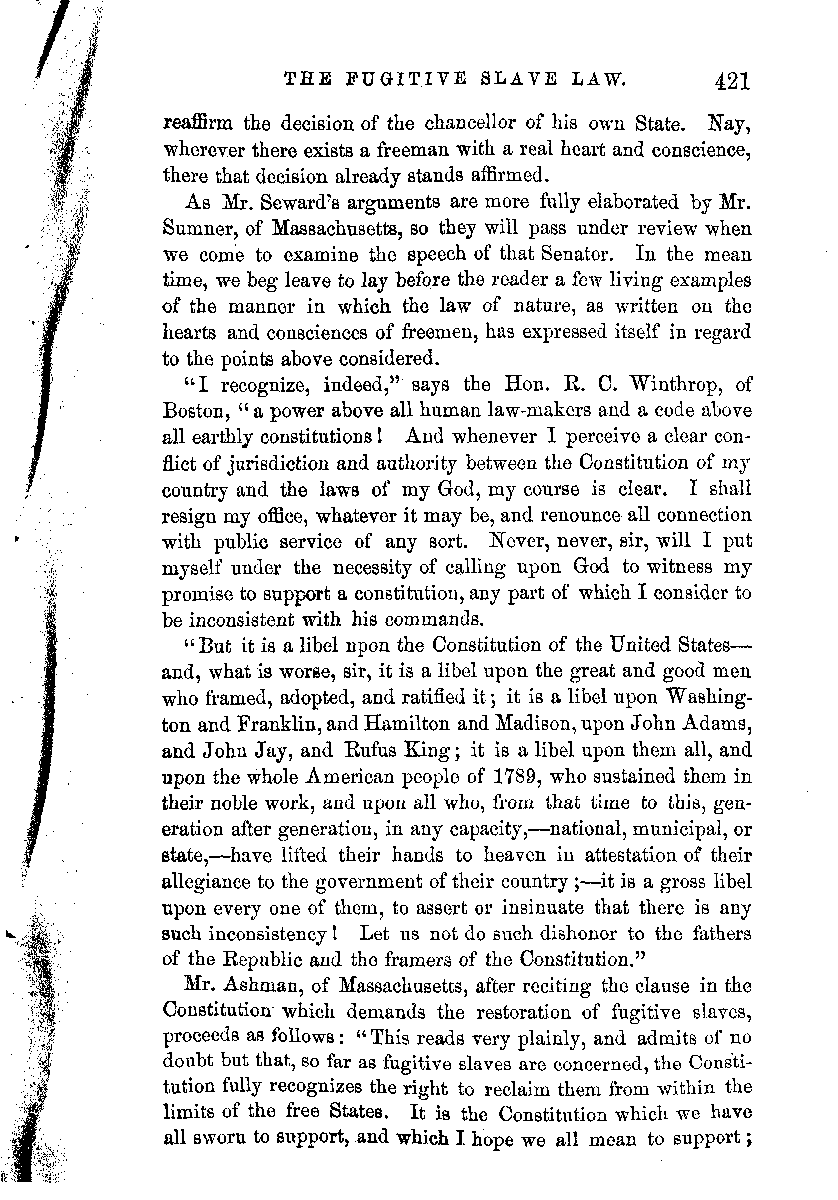 THE FUGITIVE SLAVE LAW. 421
reaffirm the decision of the chancellor of his own State. Nay,
wherever there exists a freeman with a real heart and conscience,
there that decision already stands affirmed.
As Mr. Seward's arguments are more fully elaborated by Mr.
Sumner, of Massachusetts, so they will pass under review when
we come to examine the speech of that Senator. In the mean
time, we beg leave to lay before the reader a few living examples
of the manner in which the law of nature, as written on the
hearts and consciences of freemen, has expressed itself in regard
to the points above considered.
"I recognize, indeed," says the Hon. R. C. Winthrop, of
Boston, "a power above all human law-makers and a code above
all earthly constitutions! And whenever I perceive a clear con-
flict of jurisdiction and authority between the Constitution of my
country and the laws of my God, my course is clear. I shall
resign my office, whatever it may be, and renounce all connection
with public service of any sort. Never, never, sir, will I put
myself under the necessity of calling upon God to witness my
promise to support a constitution, any part of which I consider to
be inconsistent with his commands.
"But it is a libel upon the Constitution of the United States—
and, what is worse, sir, it is a libel upon the great and good men
who framed, adopted, and ratified it; it is a libel upon Washing-
ton and Franklin, and Hamilton and Madison, upon John Adams,
and John Jay, and Rufus King; it is a libel upon them all, and
upon the whole American people of 1789, who sustained them in
their noble work, and upon all who, from that time to this, gen-
eration after generation, in any capacity,—national, municipal, or
state,—have lifted their hands to heaven in attestation of their
allegiance to the government of their country;—it is a gross libel
upon every one of them, to assert or insinuate that there is any
such inconsistency! Let us not do such dishonor to the fathers
of the Republic and the framers of the Constitution."
Mr. Ashman, of Massachusetts, after reciting the clause in the
Constitution which demands the restoration of fugitive slaves,
proceeds as follows: "This reads very plainly, and admits of no
doubt but that, so far as fugitive slaves are concerned, the Consti-
tution fully recognizes the right to reclaim them from within the
limits of the free States. It is the Constitution which we have
all sworn to support, and which I hope we all mean to support;